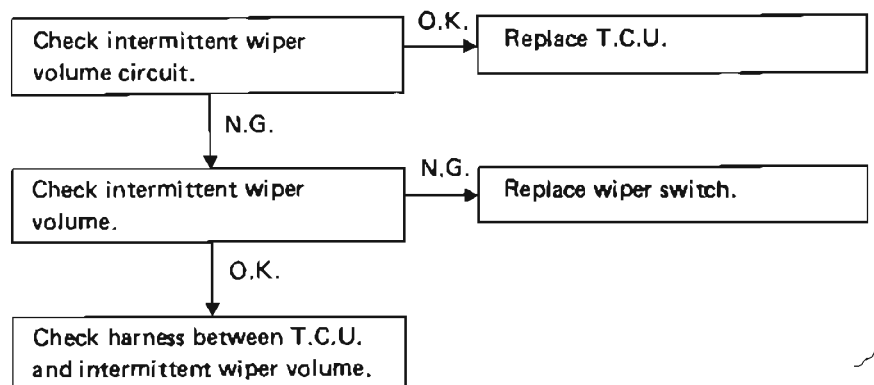 Check intermittent wiper
volume circuit.
O.K.
Replace T.C.U.
N.G.
Check intermittent wiper
volume.
N.G.
Replace wiper switch.
O.K.
Check harness between T.C.U.
and intermittent wiper volume.